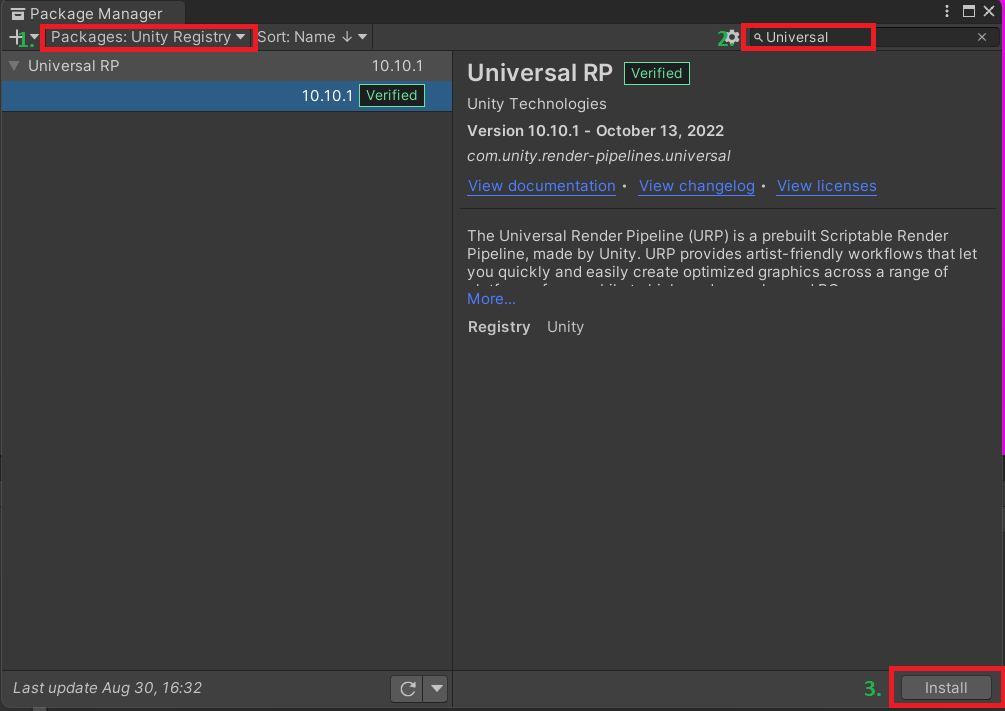 Package Manager
1. Packages: Unity Registry Sort: Name ↓ 2. Universal
Universal RP 10.10.1
10.10.1 Verified
Universal RP Verified
Unity Technologies
Version 10.10.1 - October 13, 2022
com.unity.render-pipelines.universal
View documentation • View changelog • View licenses
The Universal Render Pipeline (URP) is a prebuilt Scriptable Render
Pipeline, made by Unity. URP provides artist-friendly workflows that let
you quickly and easily create optimized graphics across a range of
More...
Registry Unity
Last update Aug 30, 16:32
3. Install